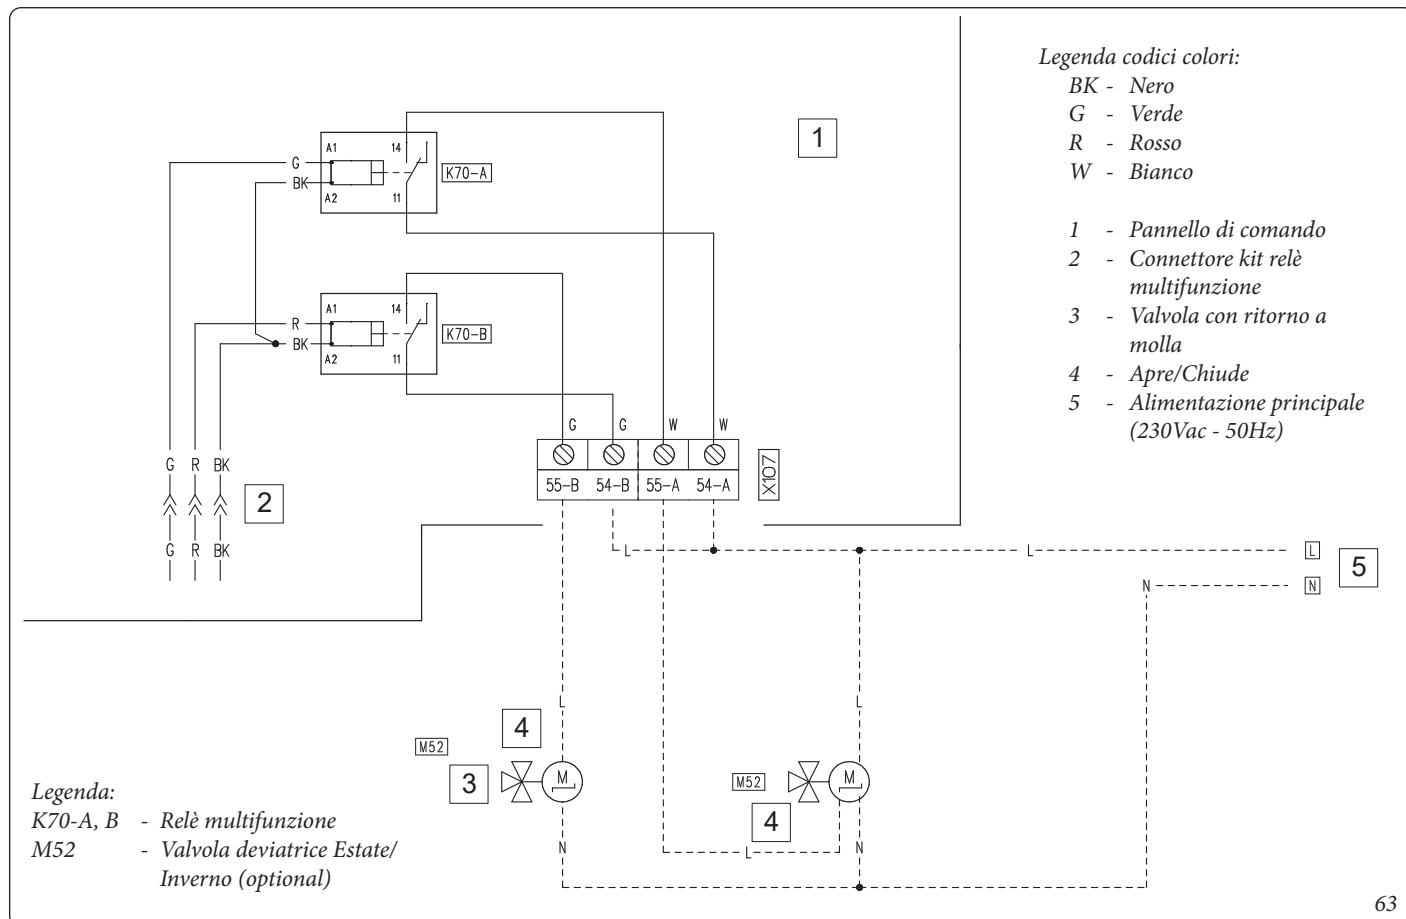 Legenda codici colori:
BK - Nero
G - Verde
R - Rosso
W - Bianco
1 - Pannello di comando
2 - Connettore kit relè
multifunzione
3 - Valvola con ritorno a
molla
4 - Apre/Chiude
5 - Alimentazione principale
(230Vac - 50Hz)
1
A1 14
G
K70-A
BK
A2 11
A1 14
R
K70-B
BK
A2 11
G G W W
55-B 54-B 55-A 54-A
X107
G R BK
2
G R BK
L L L
5
N N
L L
4
M52
3
M
M52
M
4
N L N
Legenda:
K70-A, B - Relè multifunzione
M52 - Valvola deviatrice Estate/
Inverno (optional)
63